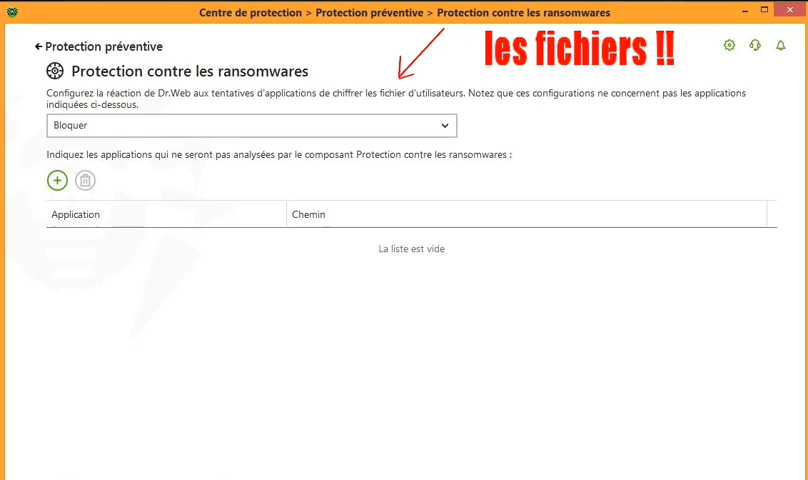 Centre de protection > Protection préventive > Protection contre les ransomwares
Protection préventive
les fichiers !!
Protection contre les ransomwares
Configurez la réaction de Dr.Web aux tentatives d'applications de chiffrer les fichier d'utilisateurs. Notez que ces configurations ne concernent pas les applications
indiquées ci-dessous.
Bloquer
Indiquez les applications qui ne seront pas analysées par le composant Protection contre les ransomwares :
Application Chemin
La liste est vide